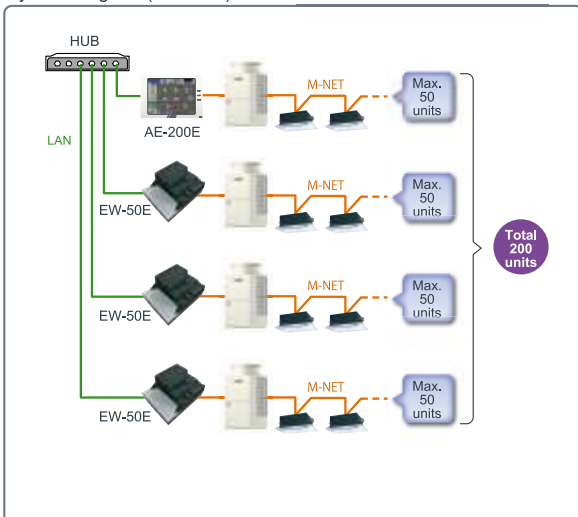 HUB
LAN
AE-200E
M-NET
Max.
50
units
EW-50E
M-NET
Max.
50
units
EW-50E
M-NET
Max.
50
units
EW-50E
M-NET
Max.
50
units
Total
200
units